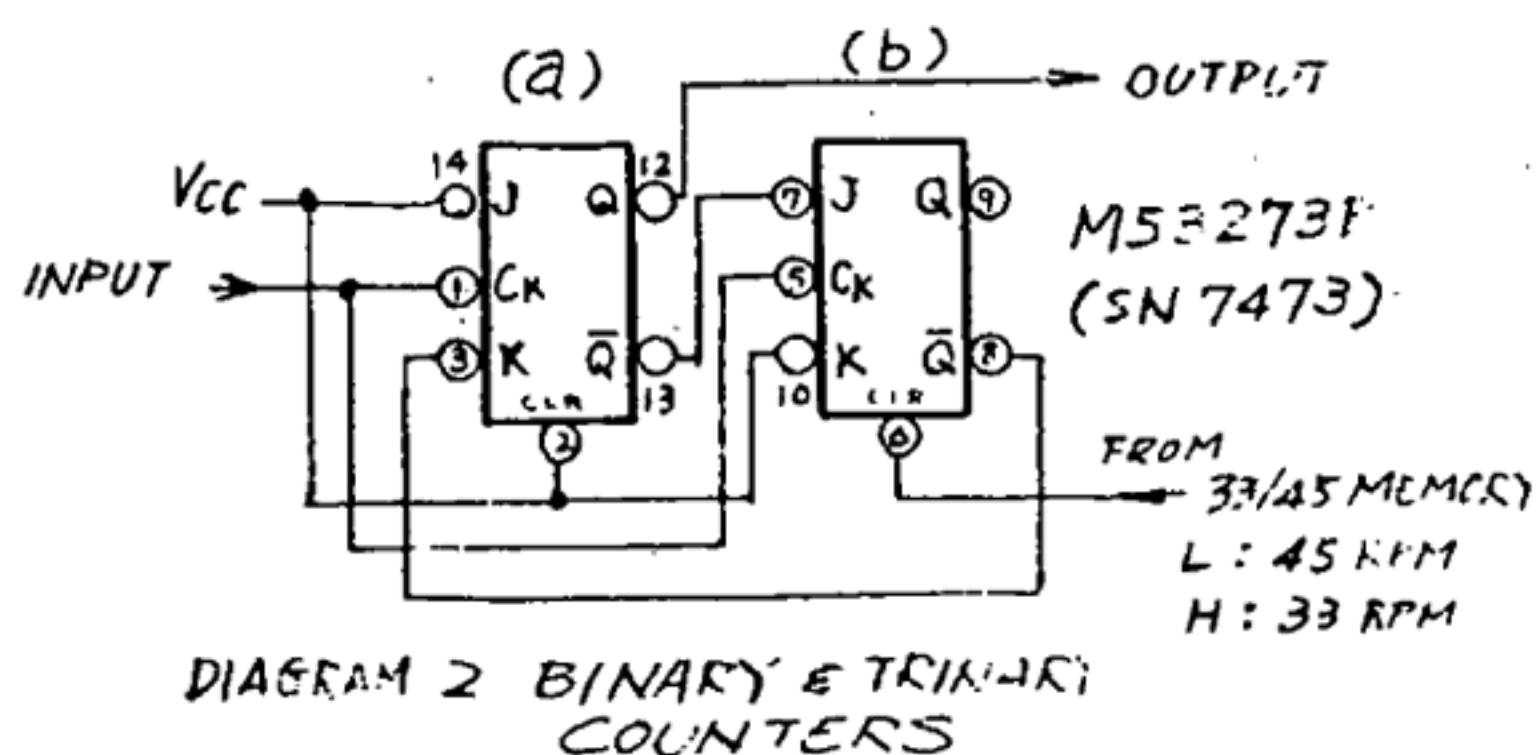 (a)
(b)
OUTPUT
VCC
INPUT
14
J
Q
12
1
CK
3
K
Q̅
13
CLR
2
7
J
Q
9
5
CK
10
K
Q̅
8
CLR
6
M53273P
(SN 7473)
FROM
33/45 MEMORY
L : 45 RPM
H : 33 RPM
DIAGRAM 2 BINARY & TRINARY
COUNTERS